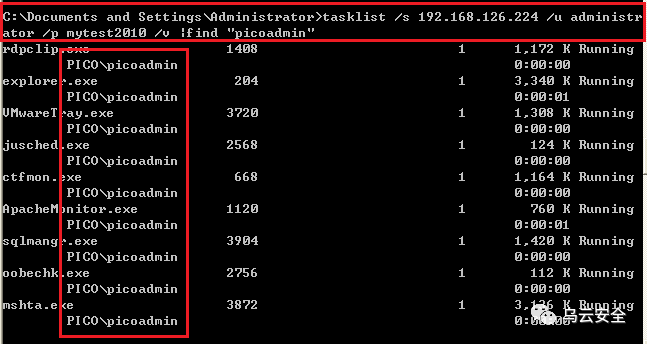 C:\Documents and Settings\Administrator>tasklist /s 192.168.126.224 /u administr
ator /p mytest2010 /v |find "picoadmin"
rdpclip.exe 1408 1 1,172 K Running
PICO\picoadmin 0:00:00
explorer.exe 204 1 3,340 K Running
PICO\picoadmin 0:00:01
VMwareTray.exe 3720 1 1,308 K Running
PICO\picoadmin 0:00:00
jusched.exe 2568 1 124 K Running
PICO\picoadmin 0:00:00
ctfmon.exe 668 1 1,164 K Running
PICO\picoadmin 0:00:00
ApacheMonitor.exe 1120 1 760 K Running
PICO\picoadmin 0:00:01
sqlmangr.exe 3904 1 1,420 K Running
PICO\picoadmin 0:00:00
oobechk.exe 2756 1 112 K Running
PICO\picoadmin 0:00:00
mshta.exe 3872 1 3,136 K Running
PICO\picoadmin 0:00:00
乌云安全